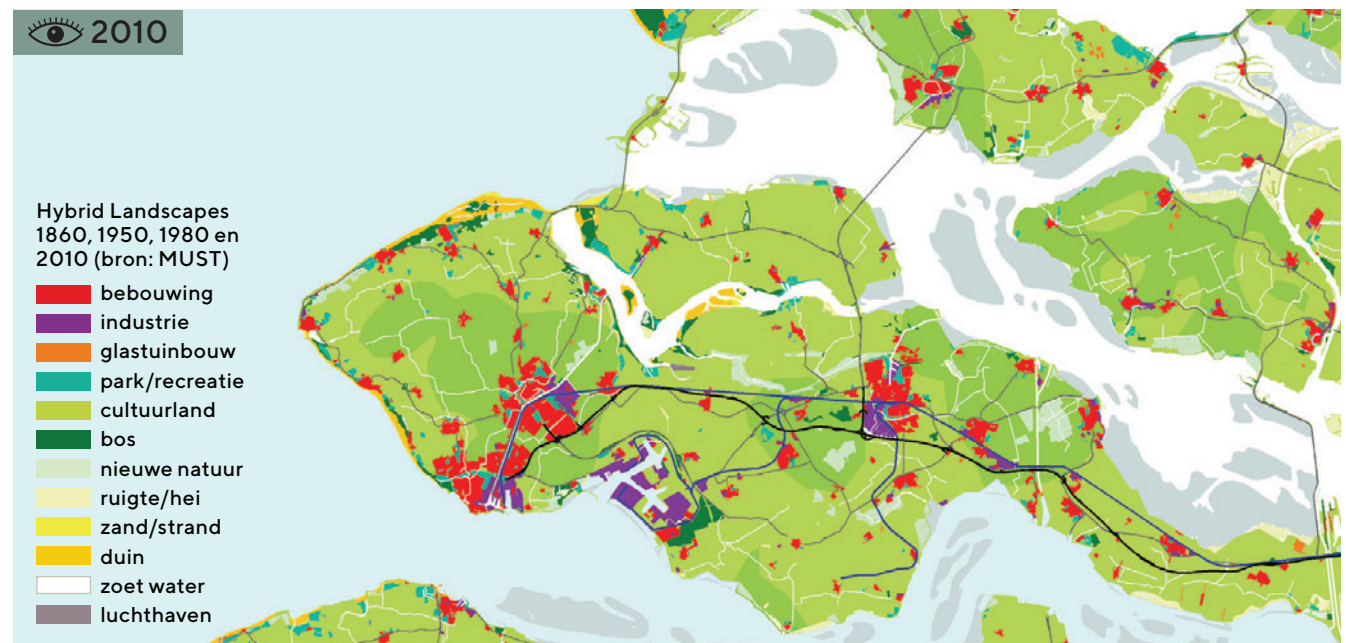 2010
Hybrid Landscapes
1860, 1950, 1980 en
2010 (bron: MUST)
bebouwing
industrie
glastuinbouw
park/recreatie
cultuurland
bos
nieuwe natuur
ruigte/hei
zand/strand
duin
zoet water
luchthaven